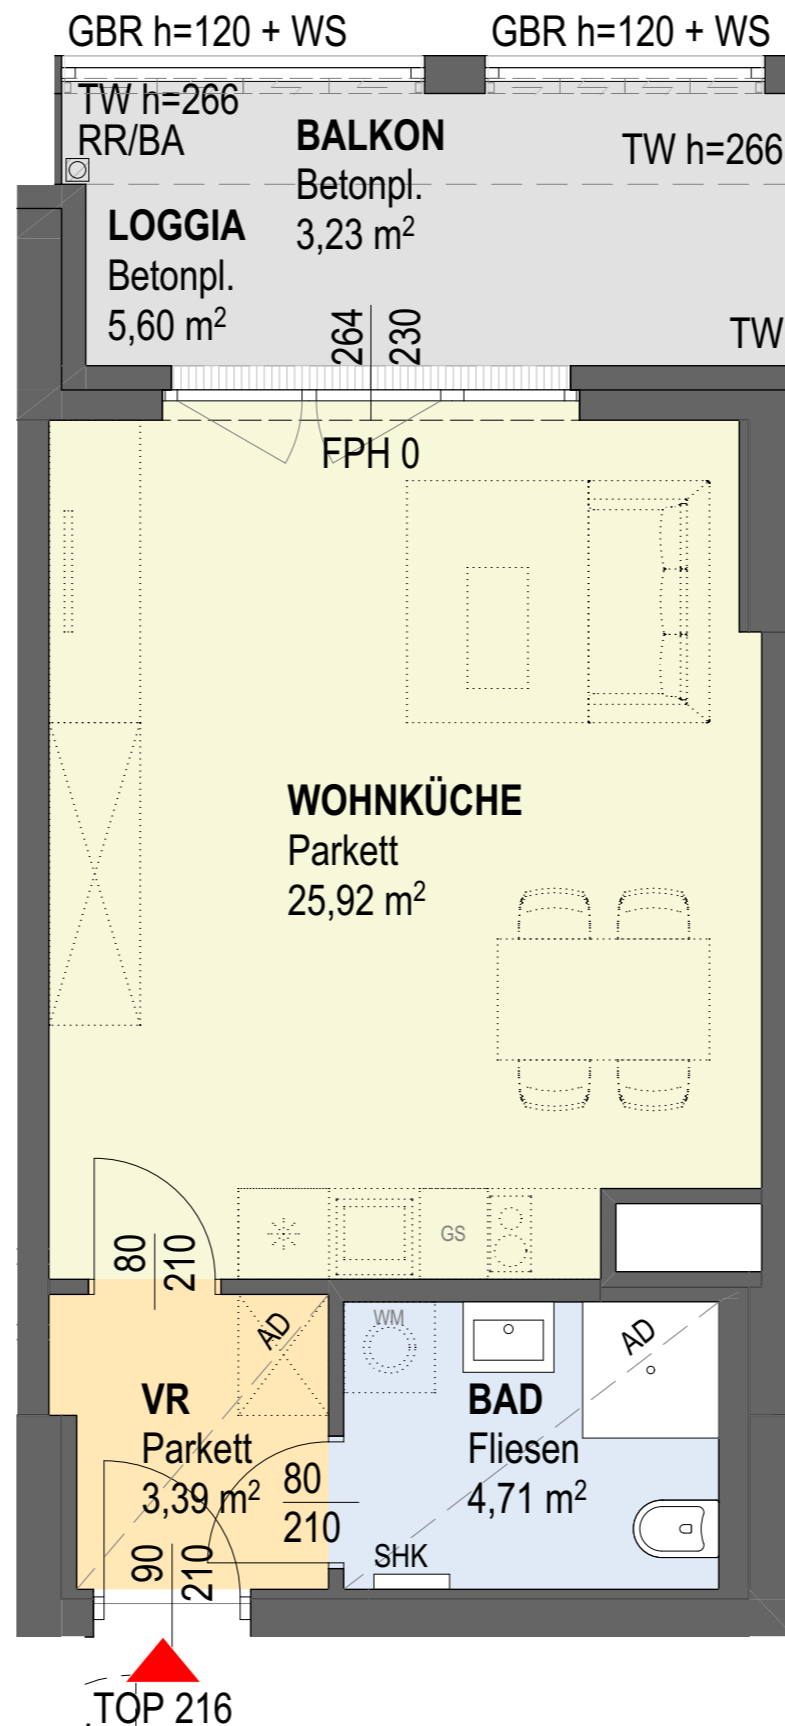 GBR h=120 + WS
GBR h=120 + WS
TW h=266
RR/BA
BALKON
Betonpl.
3,23 m²
TW h=266
LOGGIA
Betonpl.
5,60 m²
264
230
TW
FPH 0
WOHNKÜCHE
Parkett
25,92 m²
GS
80
210
AD
WM
AD
VR
Parkett
3,39 m²
80
210
BAD
Fliesen
4,71 m²
SHK
90
210
TOP 216